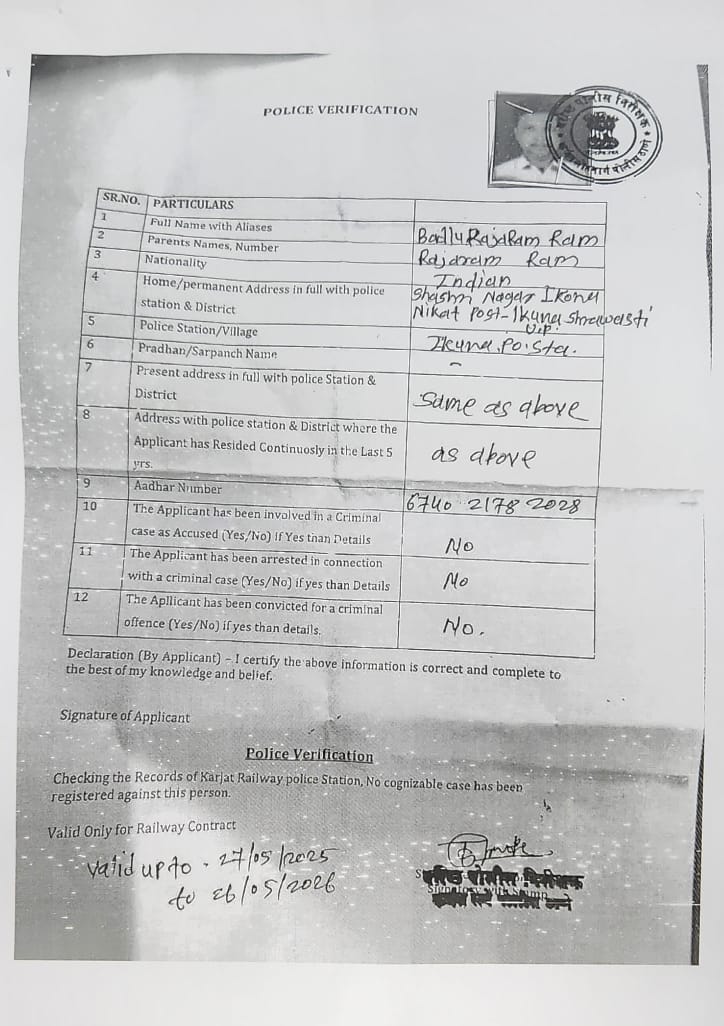 POLICE VERIFICATION
पोलीस निरीक्षक
SR.NO. PARTICULARS
1 Full Name with Aliases Badlu RajaRam Ram
2 Parents Names, Number Rajaram Ram
3 Nationality Indian
4 Home/permanent Address in full with police Nagar Ikona
station & District Nikat Post-Ikuna Shrawasti
U.P.
5 Police Station/Village Ikuna.Po.Sta.
6 Pradhan/Sarpanch Name -
7 Present address in full with police Station &
District Same as above
8 Address with police station & District where the
Applicant has Resided Continuosly in the Last 5 as above
yrs.
9 Aadhar Number 6740 2178 2028
10 The Applicant has been involved in a Criminal
case as Accused (Yes/No) if Yes than Details No
11 The Applicant has been arrested in connection
with a criminal case (Yes/No) if yes than Details No
12 The Apllicant has been convicted for a criminal
offence (Yes/No) if yes than details. No.
Declaration (By Applicant) – I certify the above information is correct and complete to
the best of my knowledge and belief.
Signature of Applicant
Police Verification
Checking the Records of Karjat Railway police Station, No cognizable case has been
registered against this person.
Valid Only for Railway Contract
valid upto . 27/05/2025
to 26/05/2026